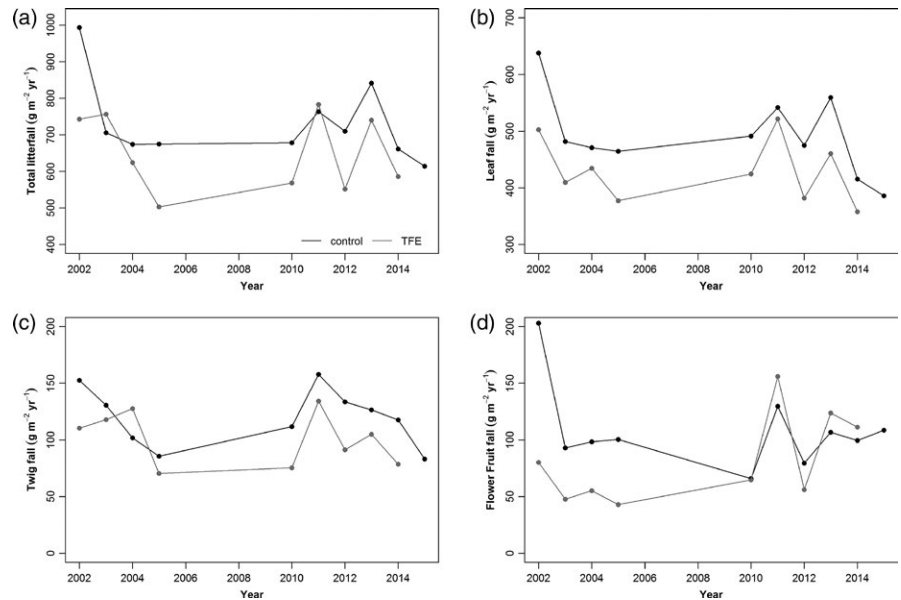 (a)
Total litterfall (g m⁻² yr⁻¹)
1000
900
800
700
600
500
400
control TFE
2002 2004 2006 2008 2010 2012 2014
Year
(b)
Leaf fall (g m⁻² yr⁻¹)
700
600
500
400
300
2002 2004 2006 2008 2010 2012 2014
Year
(c)
Twig fall (g m⁻² yr⁻¹)
200
150
100
50
0
2002 2004 2006 2008 2010 2012 2014
Year
(d)
Flower Fruit fall (g m⁻² yr⁻¹)
200
150
100
50
0
2002 2004 2006 2008 2010 2012 2014
Year